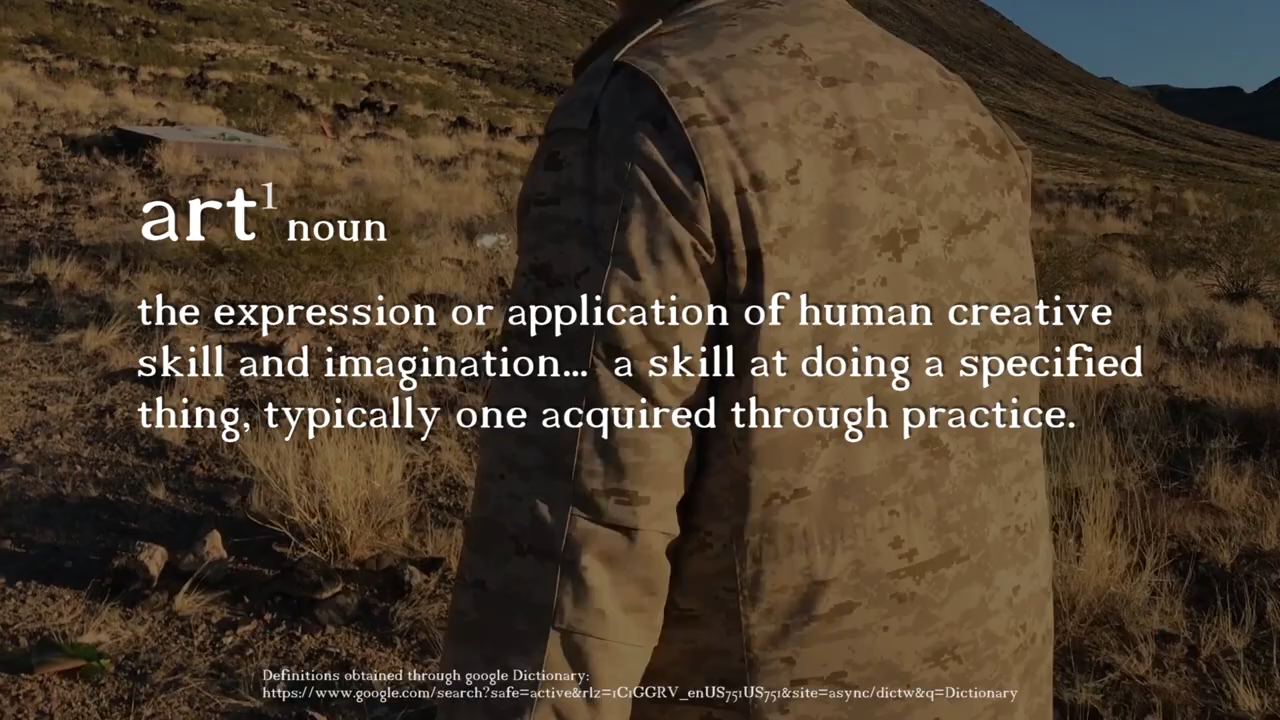 art¹ noun
the expression or application of human creative
skill and imagination... a skill at doing a specified
thing, typically one acquired through practice.
Definitions obtained through google Dictionary:
https://www.google.com/search?safe=active&rlz=1C1GGRV_enUS751US751&site=async/dictw&q=Dictionary